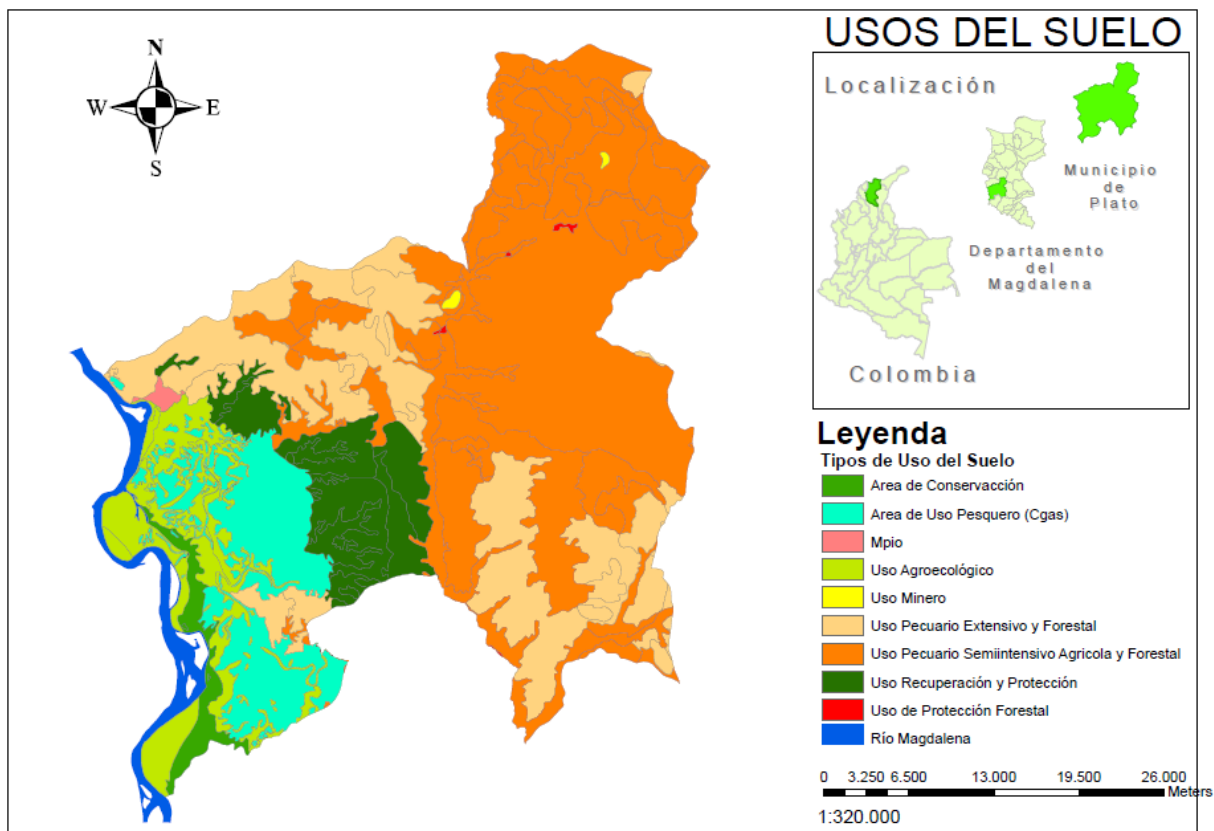 USOS DEL SUELO
N
W
E
S
Localización
Municipio
de
Plato
Departamento
del
Magdalena
Colombia
Leyenda
Tipos de Uso del Suelo
Area de Conservacción
Area de Uso Pesquero (Cgas)
Mpio
Uso Agroecológico
Uso Minero
Uso Pecuario Extensivo y Forestal
Uso Pecuario Semiintensivo Agricola y Forestal
Uso Recuperación y Protección
Uso de Protección Forestal
Río Magdalena
0 3.250 6.500 13.000 19.500 26.000
Meters
1:320.000